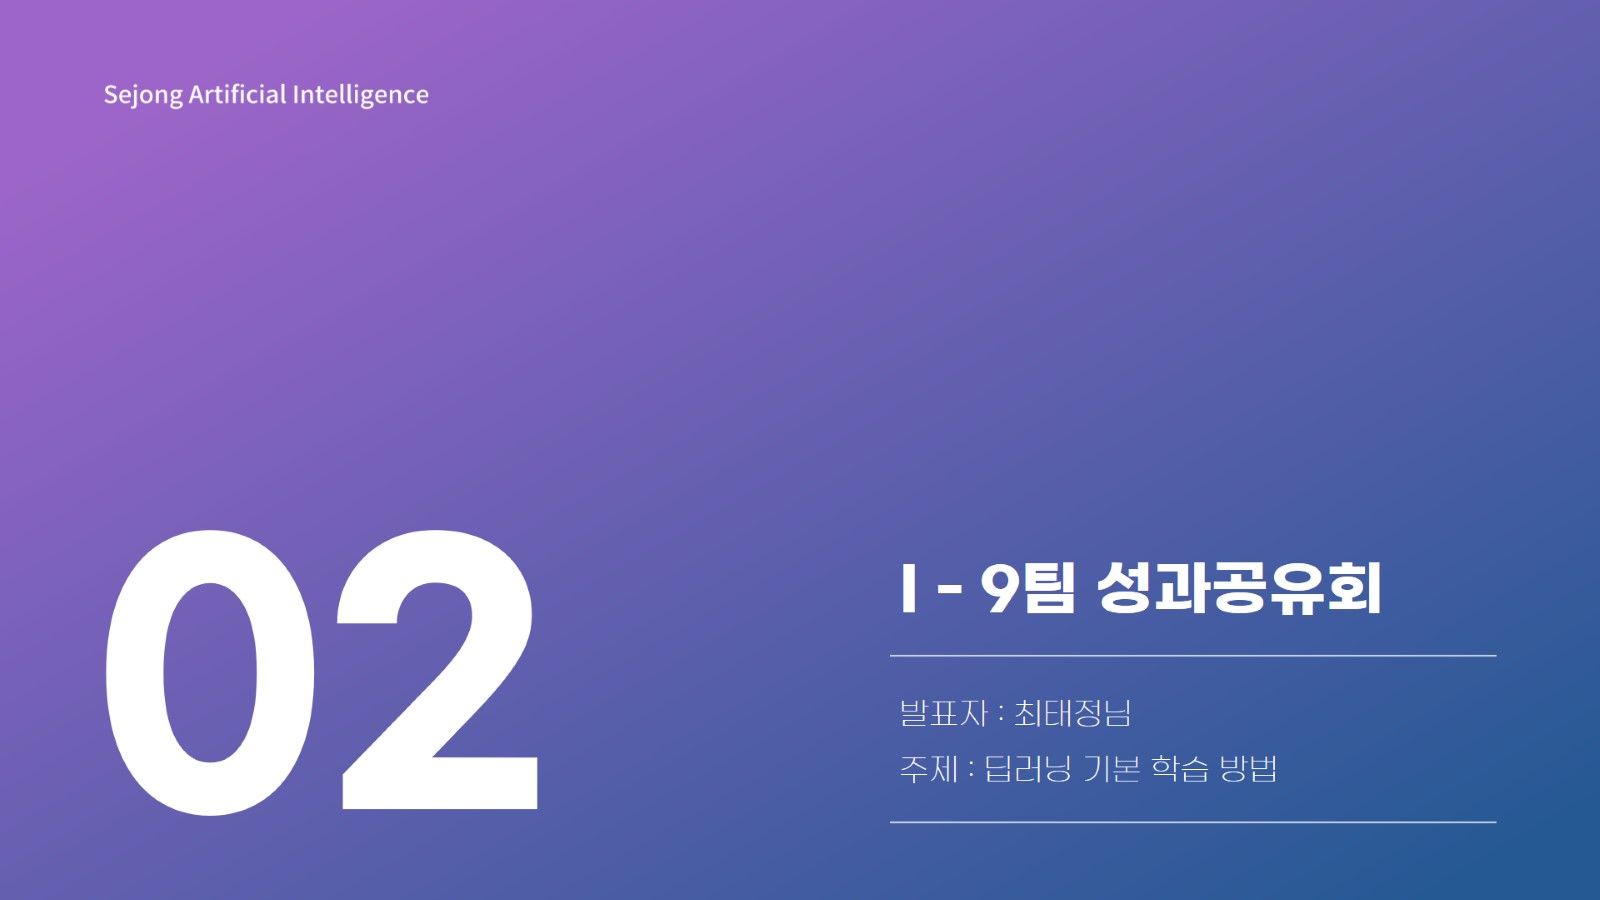 Sejong Artificial Intelligence
02
I - 9팀 성과공유회
발표자 : 최태정님
주제 : 딥러닝 기본 학습 방법